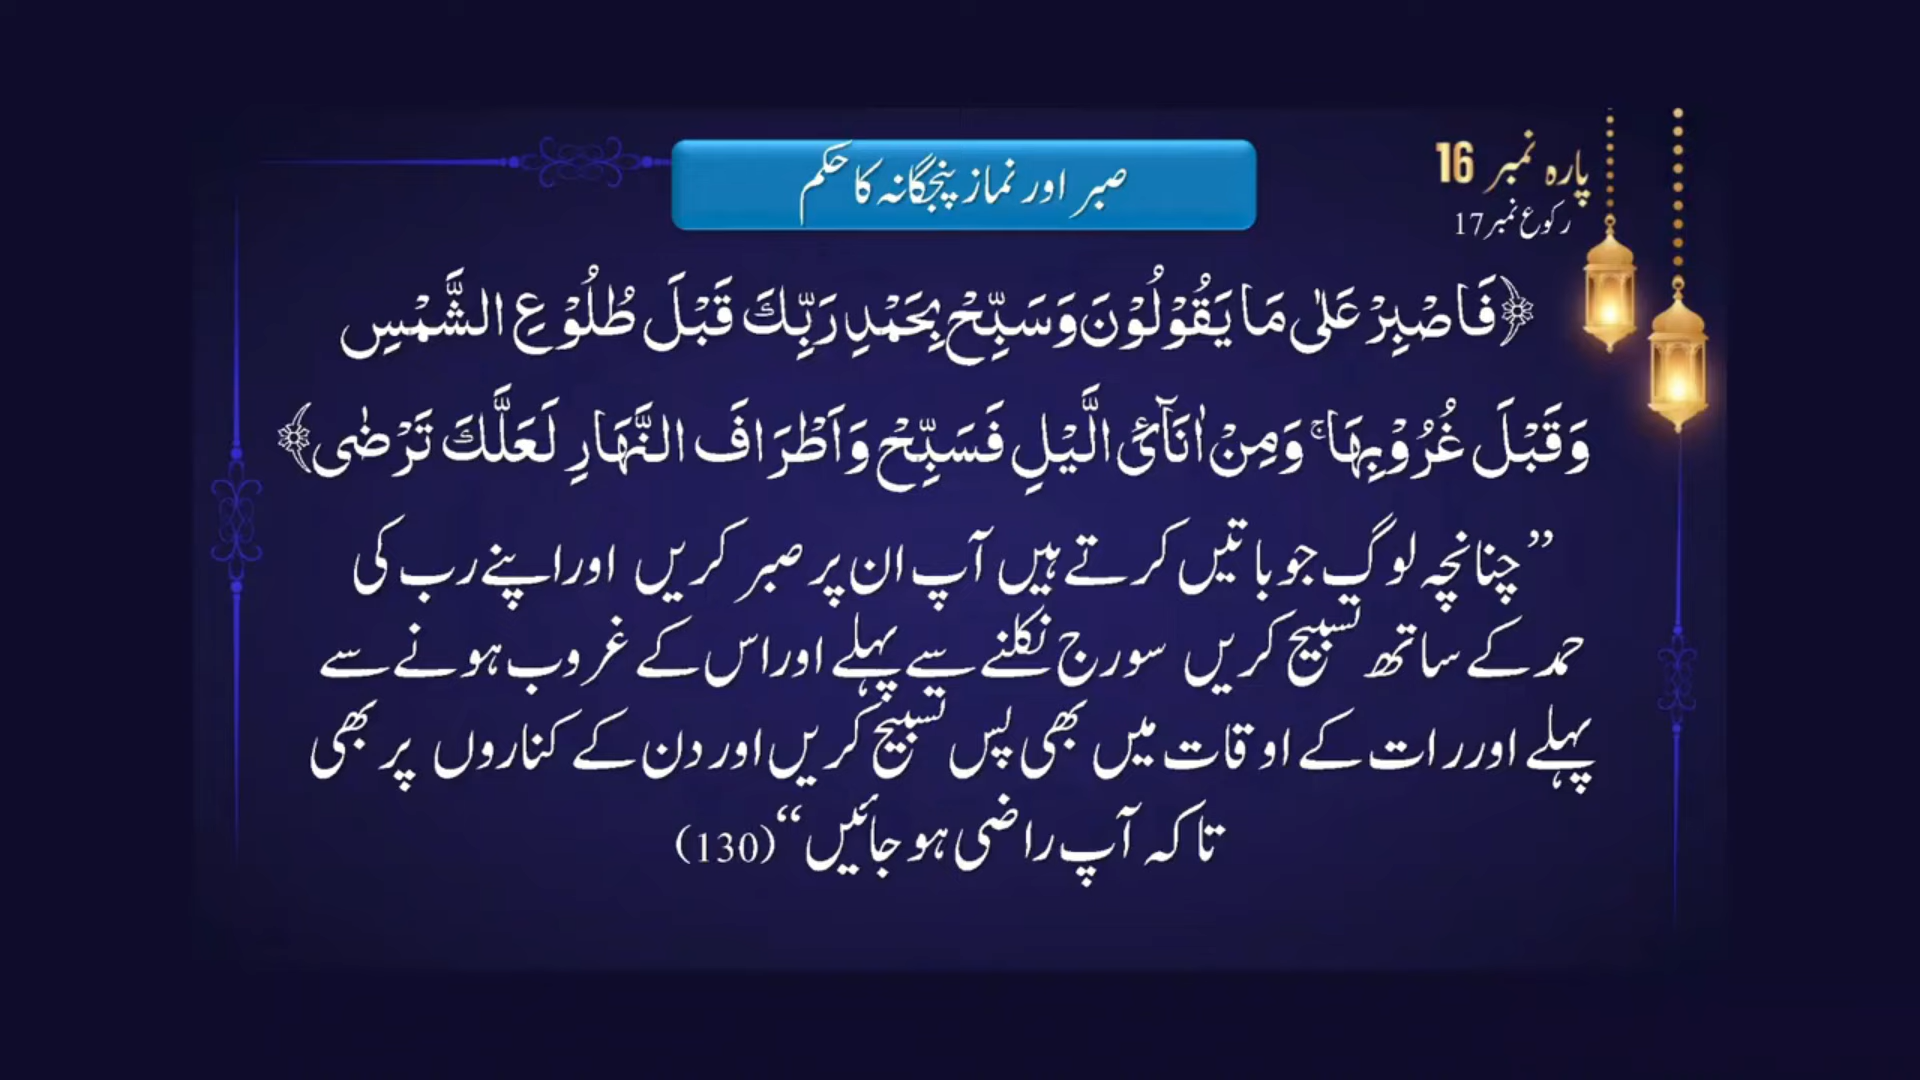 پارہ نمبر 16
رکوع نمبر 17
صبر اور نماز پنجگانہ کا حکم
﴿فَاصْبِرْ عَلٰى مَا يَقُوْلُوْنَ وَسَبِّحْ بِحَمْدِ رَبِّكَ قَبْلَ طُلُوْعِ الشَّمْسِ
وَقَبْلَ غُرُوْبِهَا ۚ وَمِنْ اٰنَآئِ الَّيْلِ فَسَبِّحْ وَاَطْرَافَ النَّهَارِ لَعَلَّكَ تَرْضٰى﴾
”چنانچہ لوگ جو باتیں کرتے ہیں آپ ان پر صبر کریں اور اپنے رب کی
حمد کے ساتھ تسبیح کریں سورج نکلنے سے پہلے اور اس کے غروب ہونے سے
پہلے اور رات کے اوقات میں بھی پس تسبیح کریں اور دن کے کناروں پر بھی
تاکہ آپ راضی ہو جائیں“ (130)